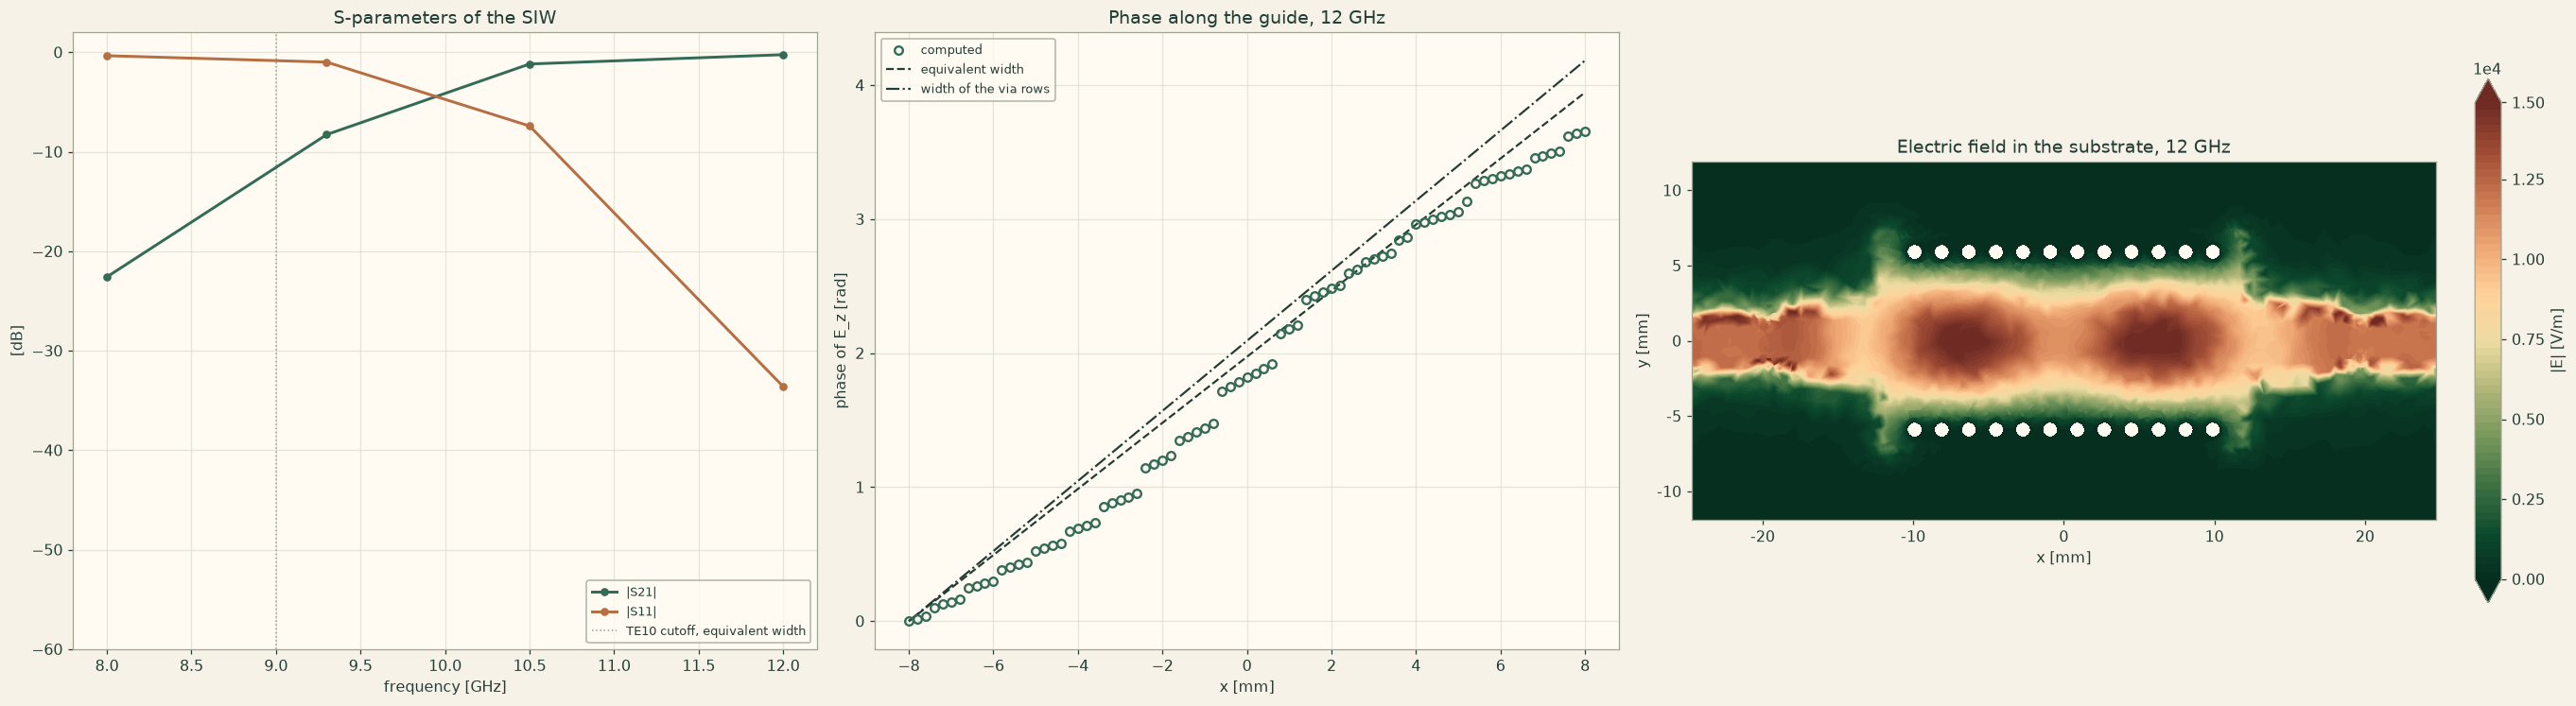 S-parameters of the SIW
0
−10
−20
−30
−40
−50
−60
[dB]
8.0
8.5
9.0
9.5
10.0
10.5
11.0
11.5
12.0
frequency [GHz]
|S21|
|S11|
TE10 cutoff, equivalent width
Phase along the guide, 12 GHz
computed
equivalent width
width of the via rows
4
3
2
1
0
phase of E_z [rad]
−8
−6
−4
−2
0
2
4
6
8
x [mm]
Electric field in the substrate, 12 GHz
10
5
0
-5
-10
y [mm]
-20
-10
0
10
20
x [mm]
1e4
1.50
1.25
1.00
0.75
0.50
0.25
0.00
|E| [V/m]